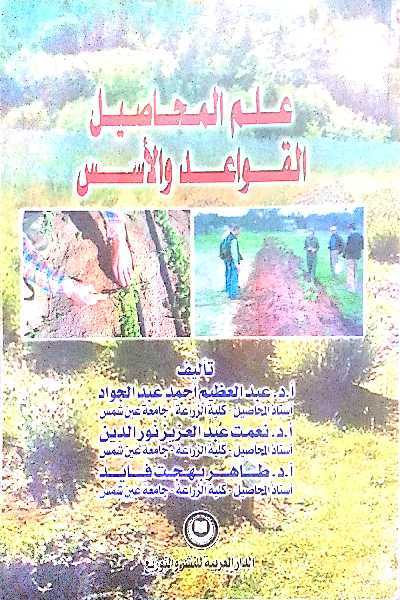 علم المحاصيل
القواعد والأسس
تأليف
أ.د. عبد العظيم أحمد عبد الجواد
أستاذ المحاصيل - كلية الزراعة - جامعة عين شمس
أ.د. نعمت عبد العزيز نور الدين
أستاذ المحاصيل - كلية الزراعة - جامعة عين شمس
أ.د. طاهر بهجت فايد
أستاذ المحاصيل - كلية الزراعة - جامعة عين شمس
الدار العربية للنشر والتوزيع